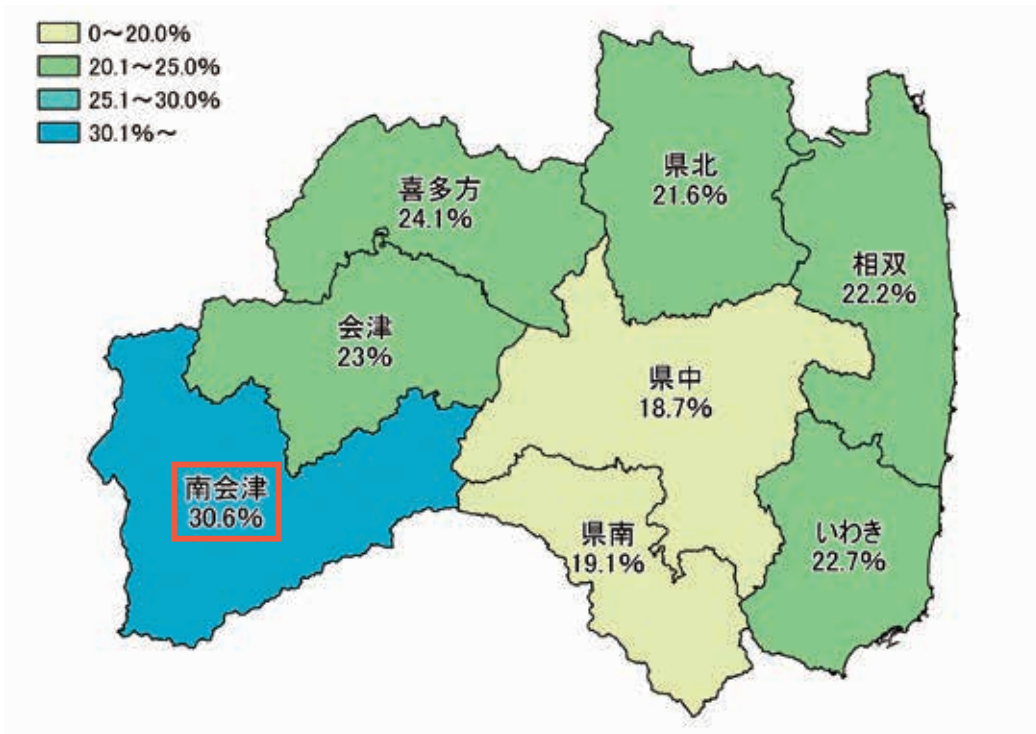 0～20.0%
20.1～25.0%
25.1～30.0%
30.1%～
県北
21.6%
喜多方
24.1%
相双
22.2%
会津
23%
県中
18.7%
南会津
30.6%
県南
19.1%
いわき
22.7%